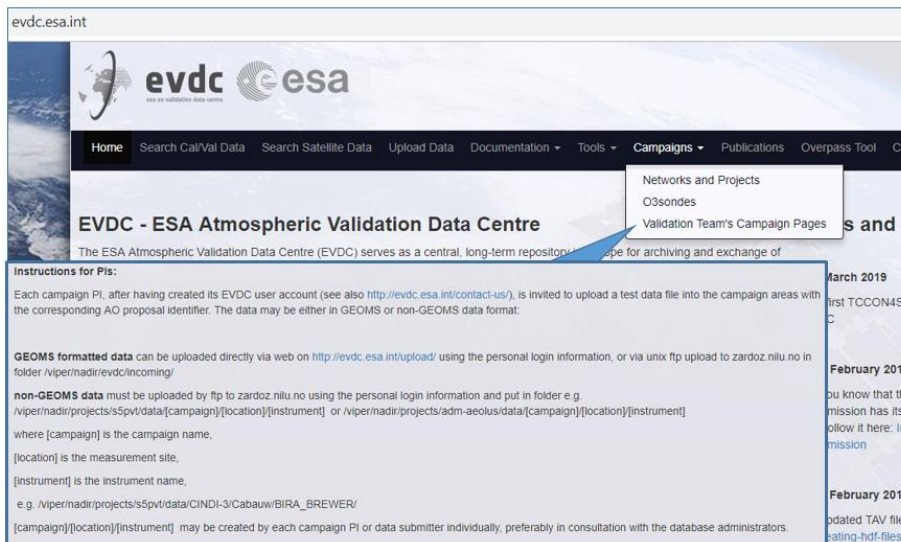 evdc.esa.int
evdc esa
esa ev validation data centre
Home Search Cal/Val Data Search Satellite Data Upload Data Documentation Tools Campaigns Publications Overpass Tool C
Networks and Projects
O3sondes
Validation Team's Campaign Pages
s and
EVDC - ESA Atmospheric Validation Data Centre
The ESA Atmospheric Validation Data Centre (EVDC) serves as a central, long-term repository for archiving and exchange of
Instructions for PIs:
Each campaign PI, after having created its EVDC user account (see also http://evdc.esa.int/contact-us/), is invited to upload a test data file into the campaign areas with
the corresponding AO proposal identifier. The data may be either in GEOMS or non-GEOMS data format:
GEOMS formatted data can be uploaded directly via web on http://evdc.esa.int/upload/ using the personal login information, or via unix ftp upload to zardoz.nilu.no in
folder /viper/nadir/evdc/incoming/
non-GEOMS data must be uploaded by ftp to zardoz.nilu.no using the personal login information and put in folder e.g.
/viper/nadir/projects/s5pvt/data/[campaign]/[location]/[instrument] or /viper/nadir/projects/adm-aeolus/data/[campaign]/[location]/[instrument]
where [campaign] is the campaign name,
[location] is the measurement site,
[instrument] is the instrument name,
e.g. /viper/nadir/projects/s5pvt/data/CINDI-3/Cabauw/BIRA_BREWER/
[campaign]/[location]/[instrument] may be created by each campaign PI or data submitter individually, preferably in consultation with the database administrators.
March 2019
first TCCON4S
C
February 201
ou know that th
mission has its
ollow it here:
mission
February 201
pdated TAV file
eating-hdf-files